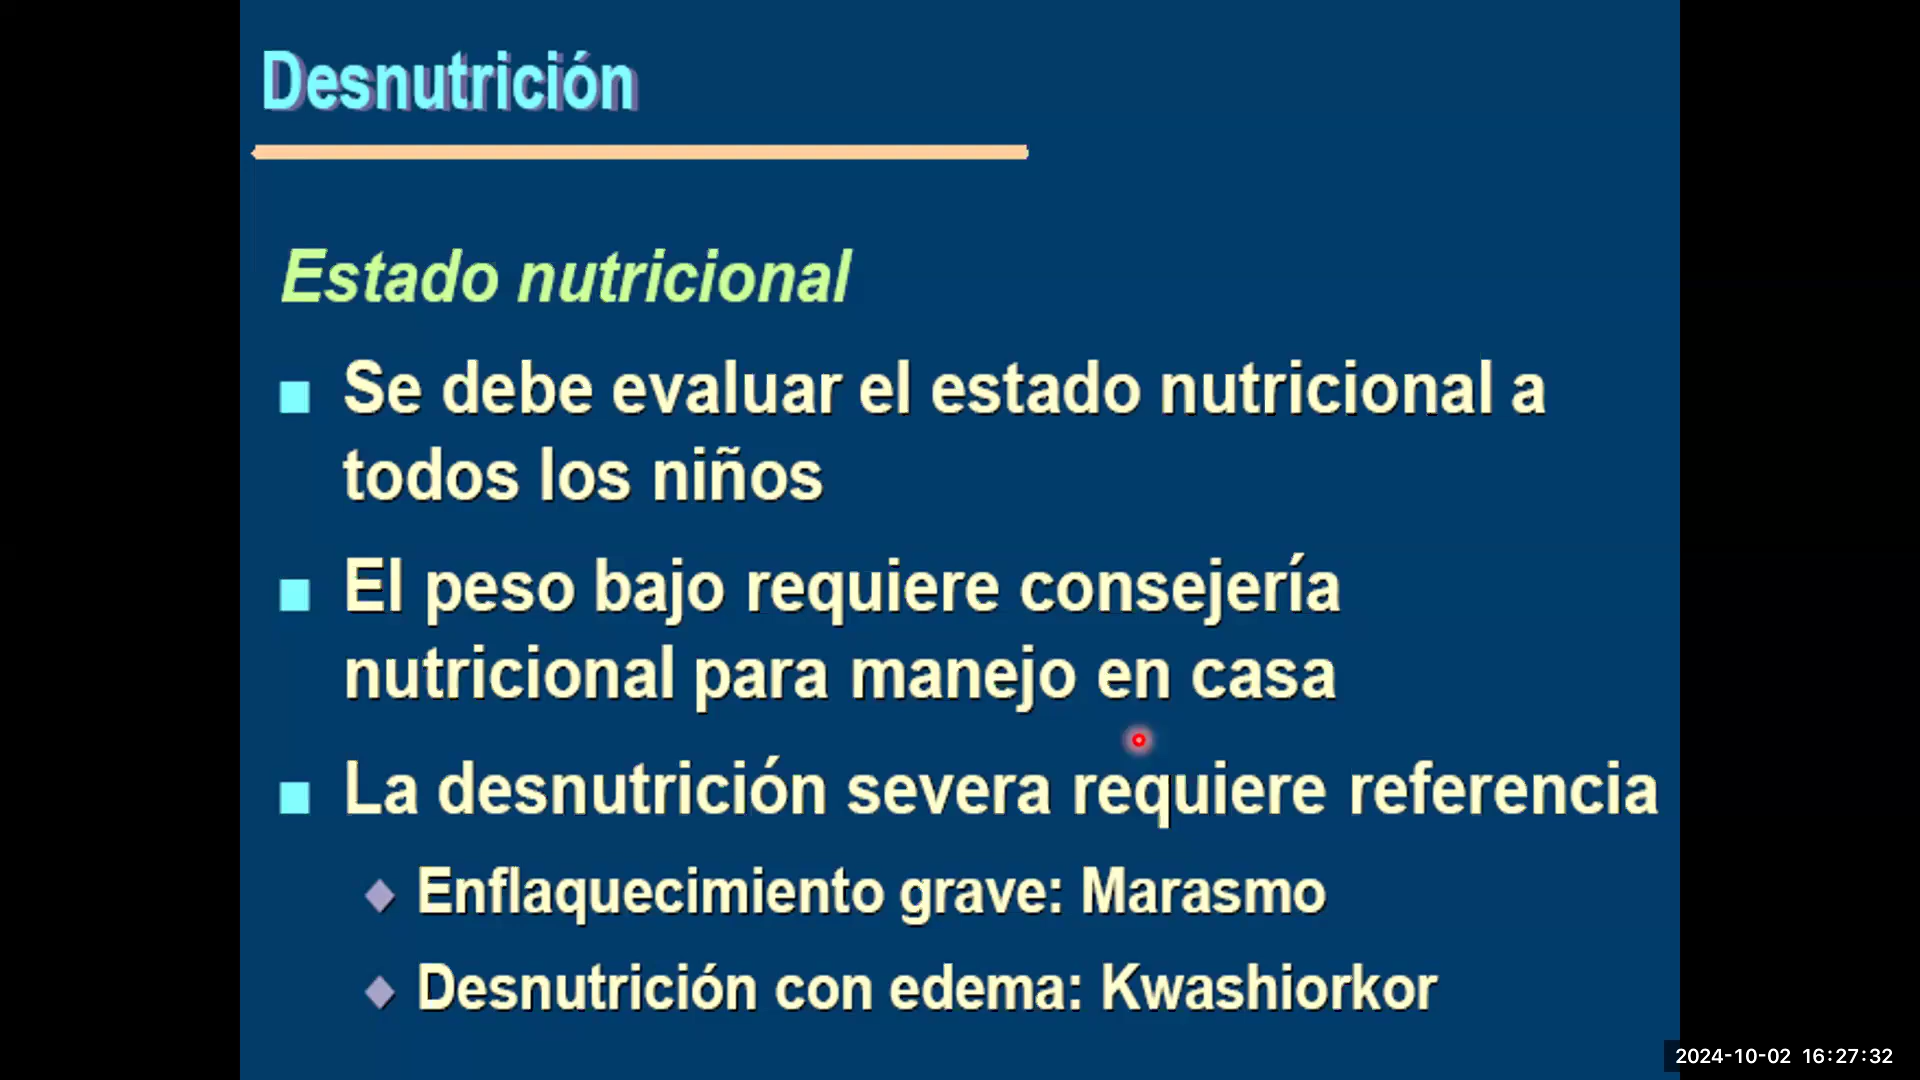 Desnutrición
Estado nutricional
Se debe evaluar el estado nutricional a
todos los niños
El peso bajo requiere consejería
nutricional para manejo en casa
La desnutrición severa requiere referencia
Enflaquecimiento grave: Marasmo
Desnutrición con edema: Kwashiorkor
2024-10-02 16:27:32